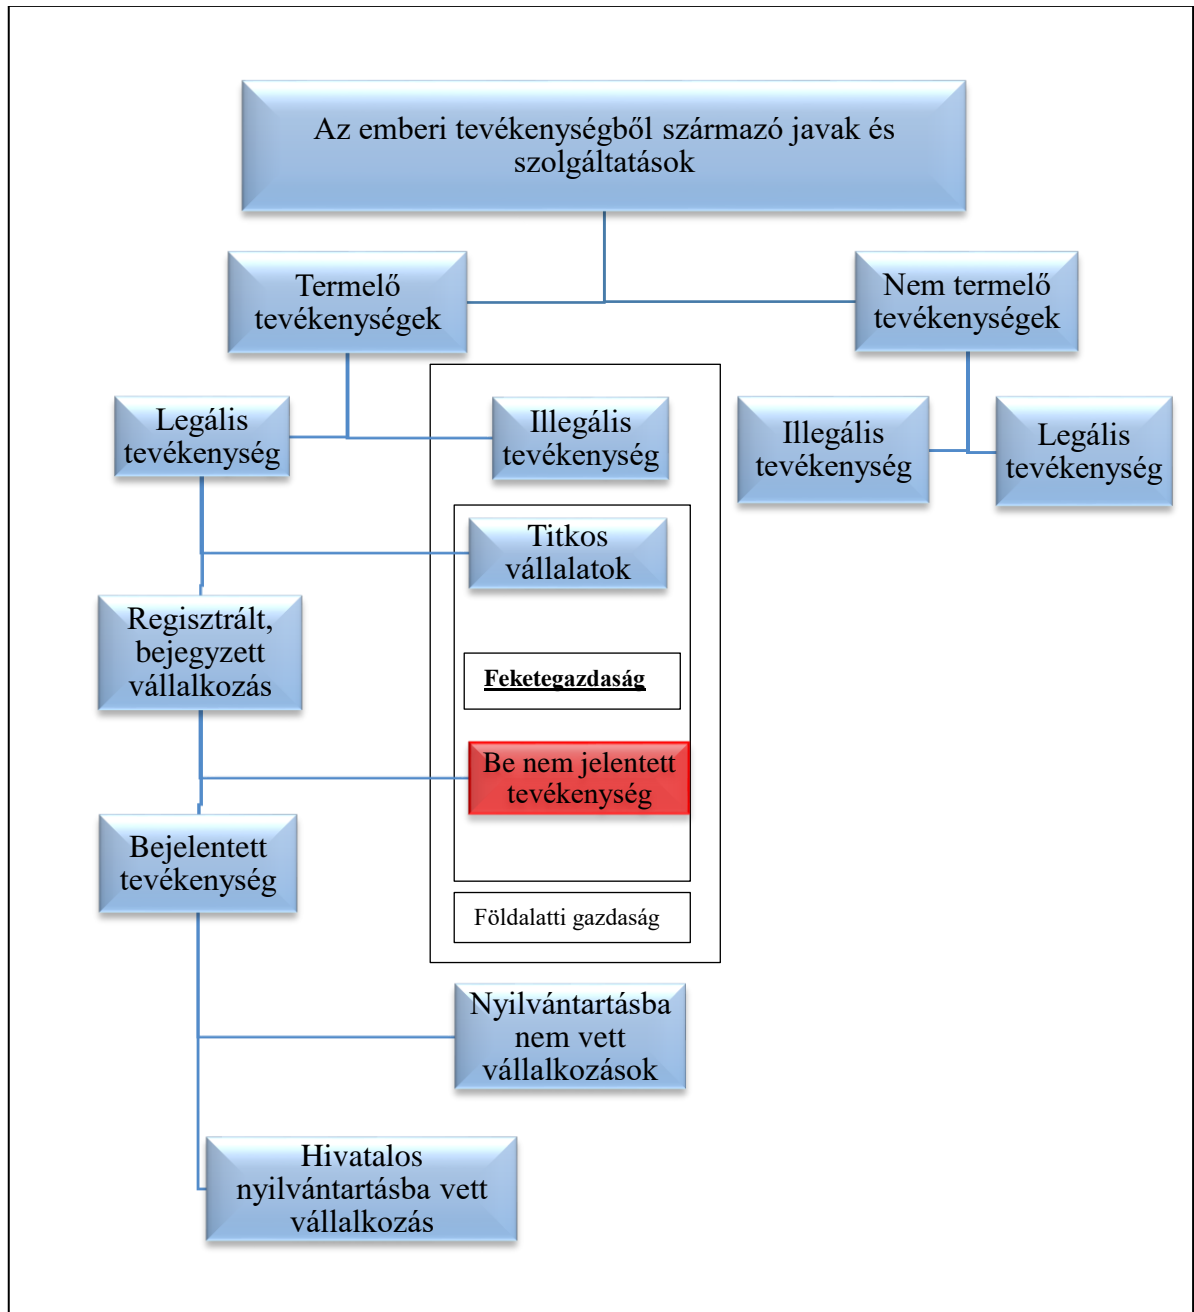 Az emberi tevékenységből származó javak és
szolgáltatások
Termelő
tevékenységek
Nem termelő
tevékenységek
Legális
tevékenység
Illegális
tevékenység
Illegális
tevékenység
Legális
tevékenység
Titkos
vállalatok
Regisztrált,
bejegyzett
vállalkozás
Feketegazdaság
Be nem jelentett
tevékenység
Bejelentett
tevékenység
Földalatti gazdaság
Nyilvántartásba
nem vett
vállalkozások
Hivatalos
nyilvántartásba vett
vállalkozás